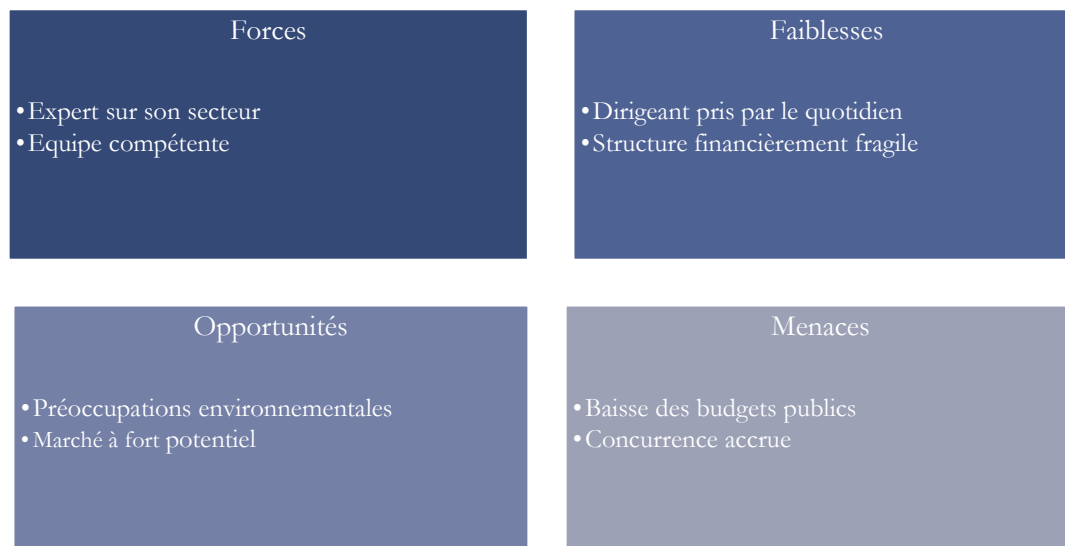 Forces
•Expert sur son secteur
•Equipe compétente
Faiblesses
•Dirigeant pris par le quotidien
•Structure financièrement fragile
Opportunités
•Préoccupations environnementales
•Marché à fort potentiel
Menaces
•Baisse des budgets publics
•Concurrence accrue